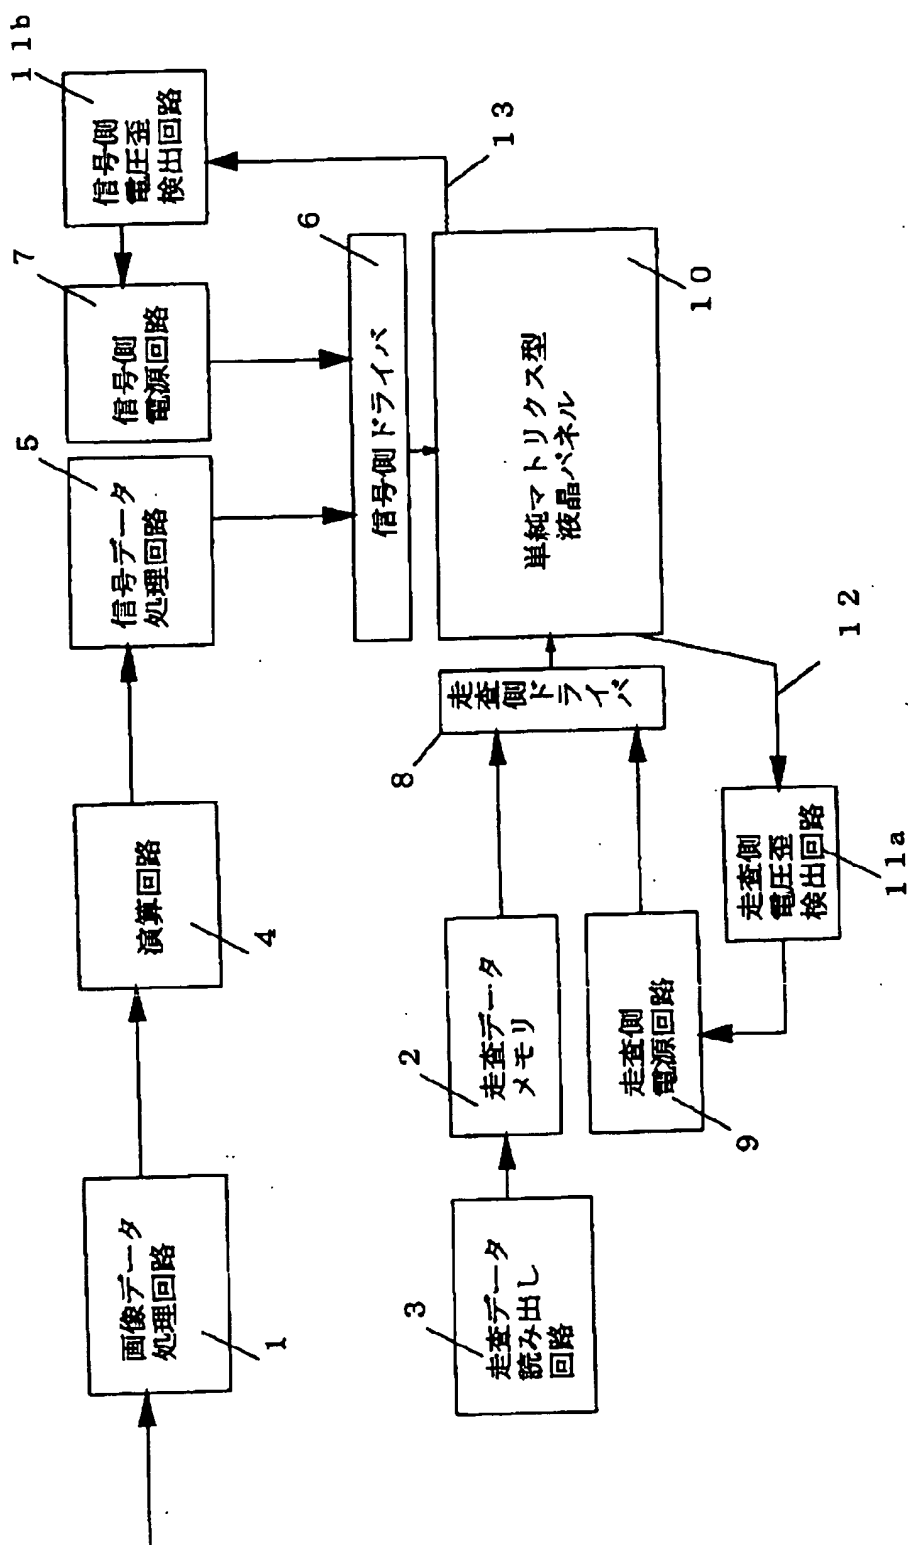 画像データ
処理回路
1
演算回路
4
信号データ
処理回路
5
信号側
電源回路
7
信号側
電圧歪
検出回路
11b
信号側ドライバ
6
13
走査データ
読み出し
回路
3
走査データ
メモリ
2
走査側
ドライバ
8
単純マトリクス型
液晶パネル
10
走査側
電源回路
9
走査側
電圧歪
検出回路
11a
12